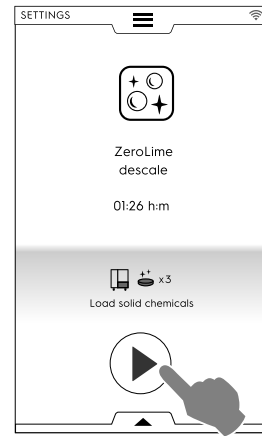 SETTINGS
ZeroLime
descale
01:26 h:m
x3
Load solid chemicals